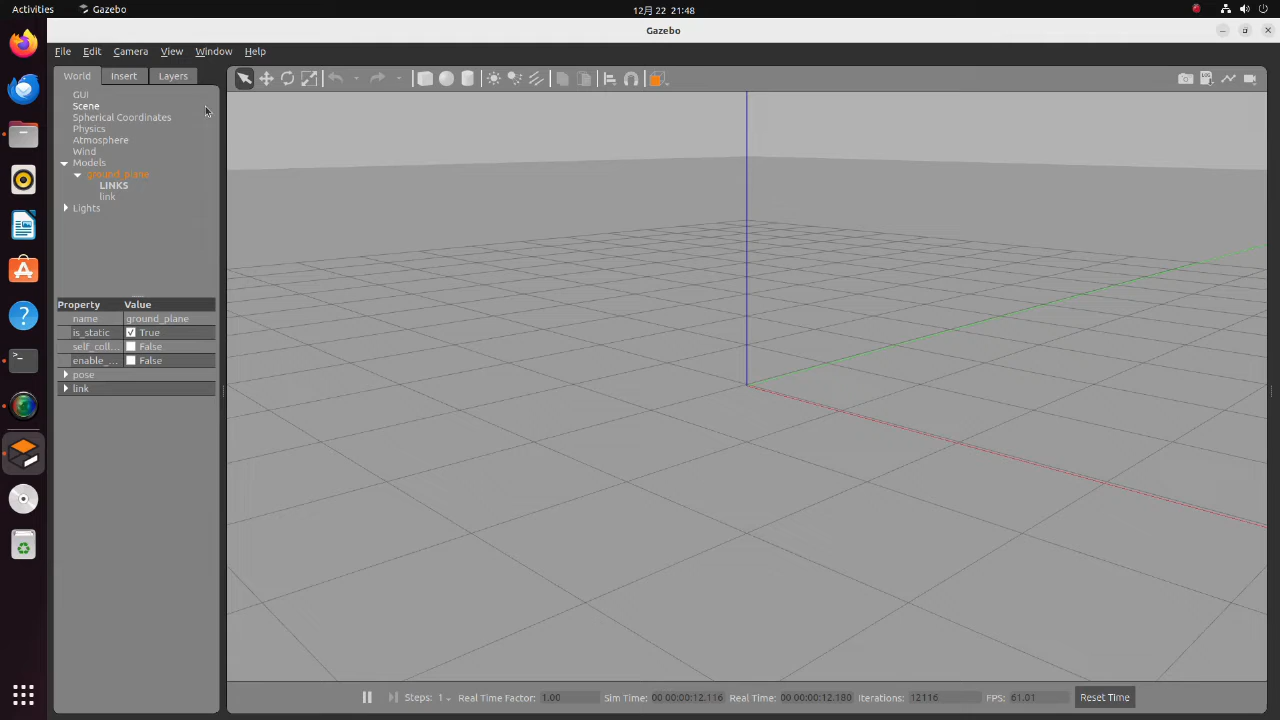 Activities Gazebo 12月 22 21:48
Gazebo
File Edit Camera View Window Help
World Insert Layers
GUI
Scene
Spherical Coordinates
Physics
Atmosphere
Wind
Models
ground_plane
LINKS
link
Lights
Property Value
name ground_plane
is_static True
self_coll... False
enable_... False
pose
link
Steps: 1 Real Time Factor: 1.00 Sim Time: 00 00:00:12.116 Real Time: 00 00:00:12.180 Iterations: 12116 FPS: 61.01 Reset Time